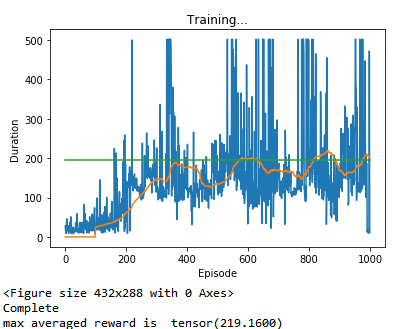 Training...
500
400
300
200
100
0
Duration
0
200
400
600
800
1000
Episode
<Figure size 432x288 with 0 Axes>
Complete
max averaged reward is  tensor(219.1600)